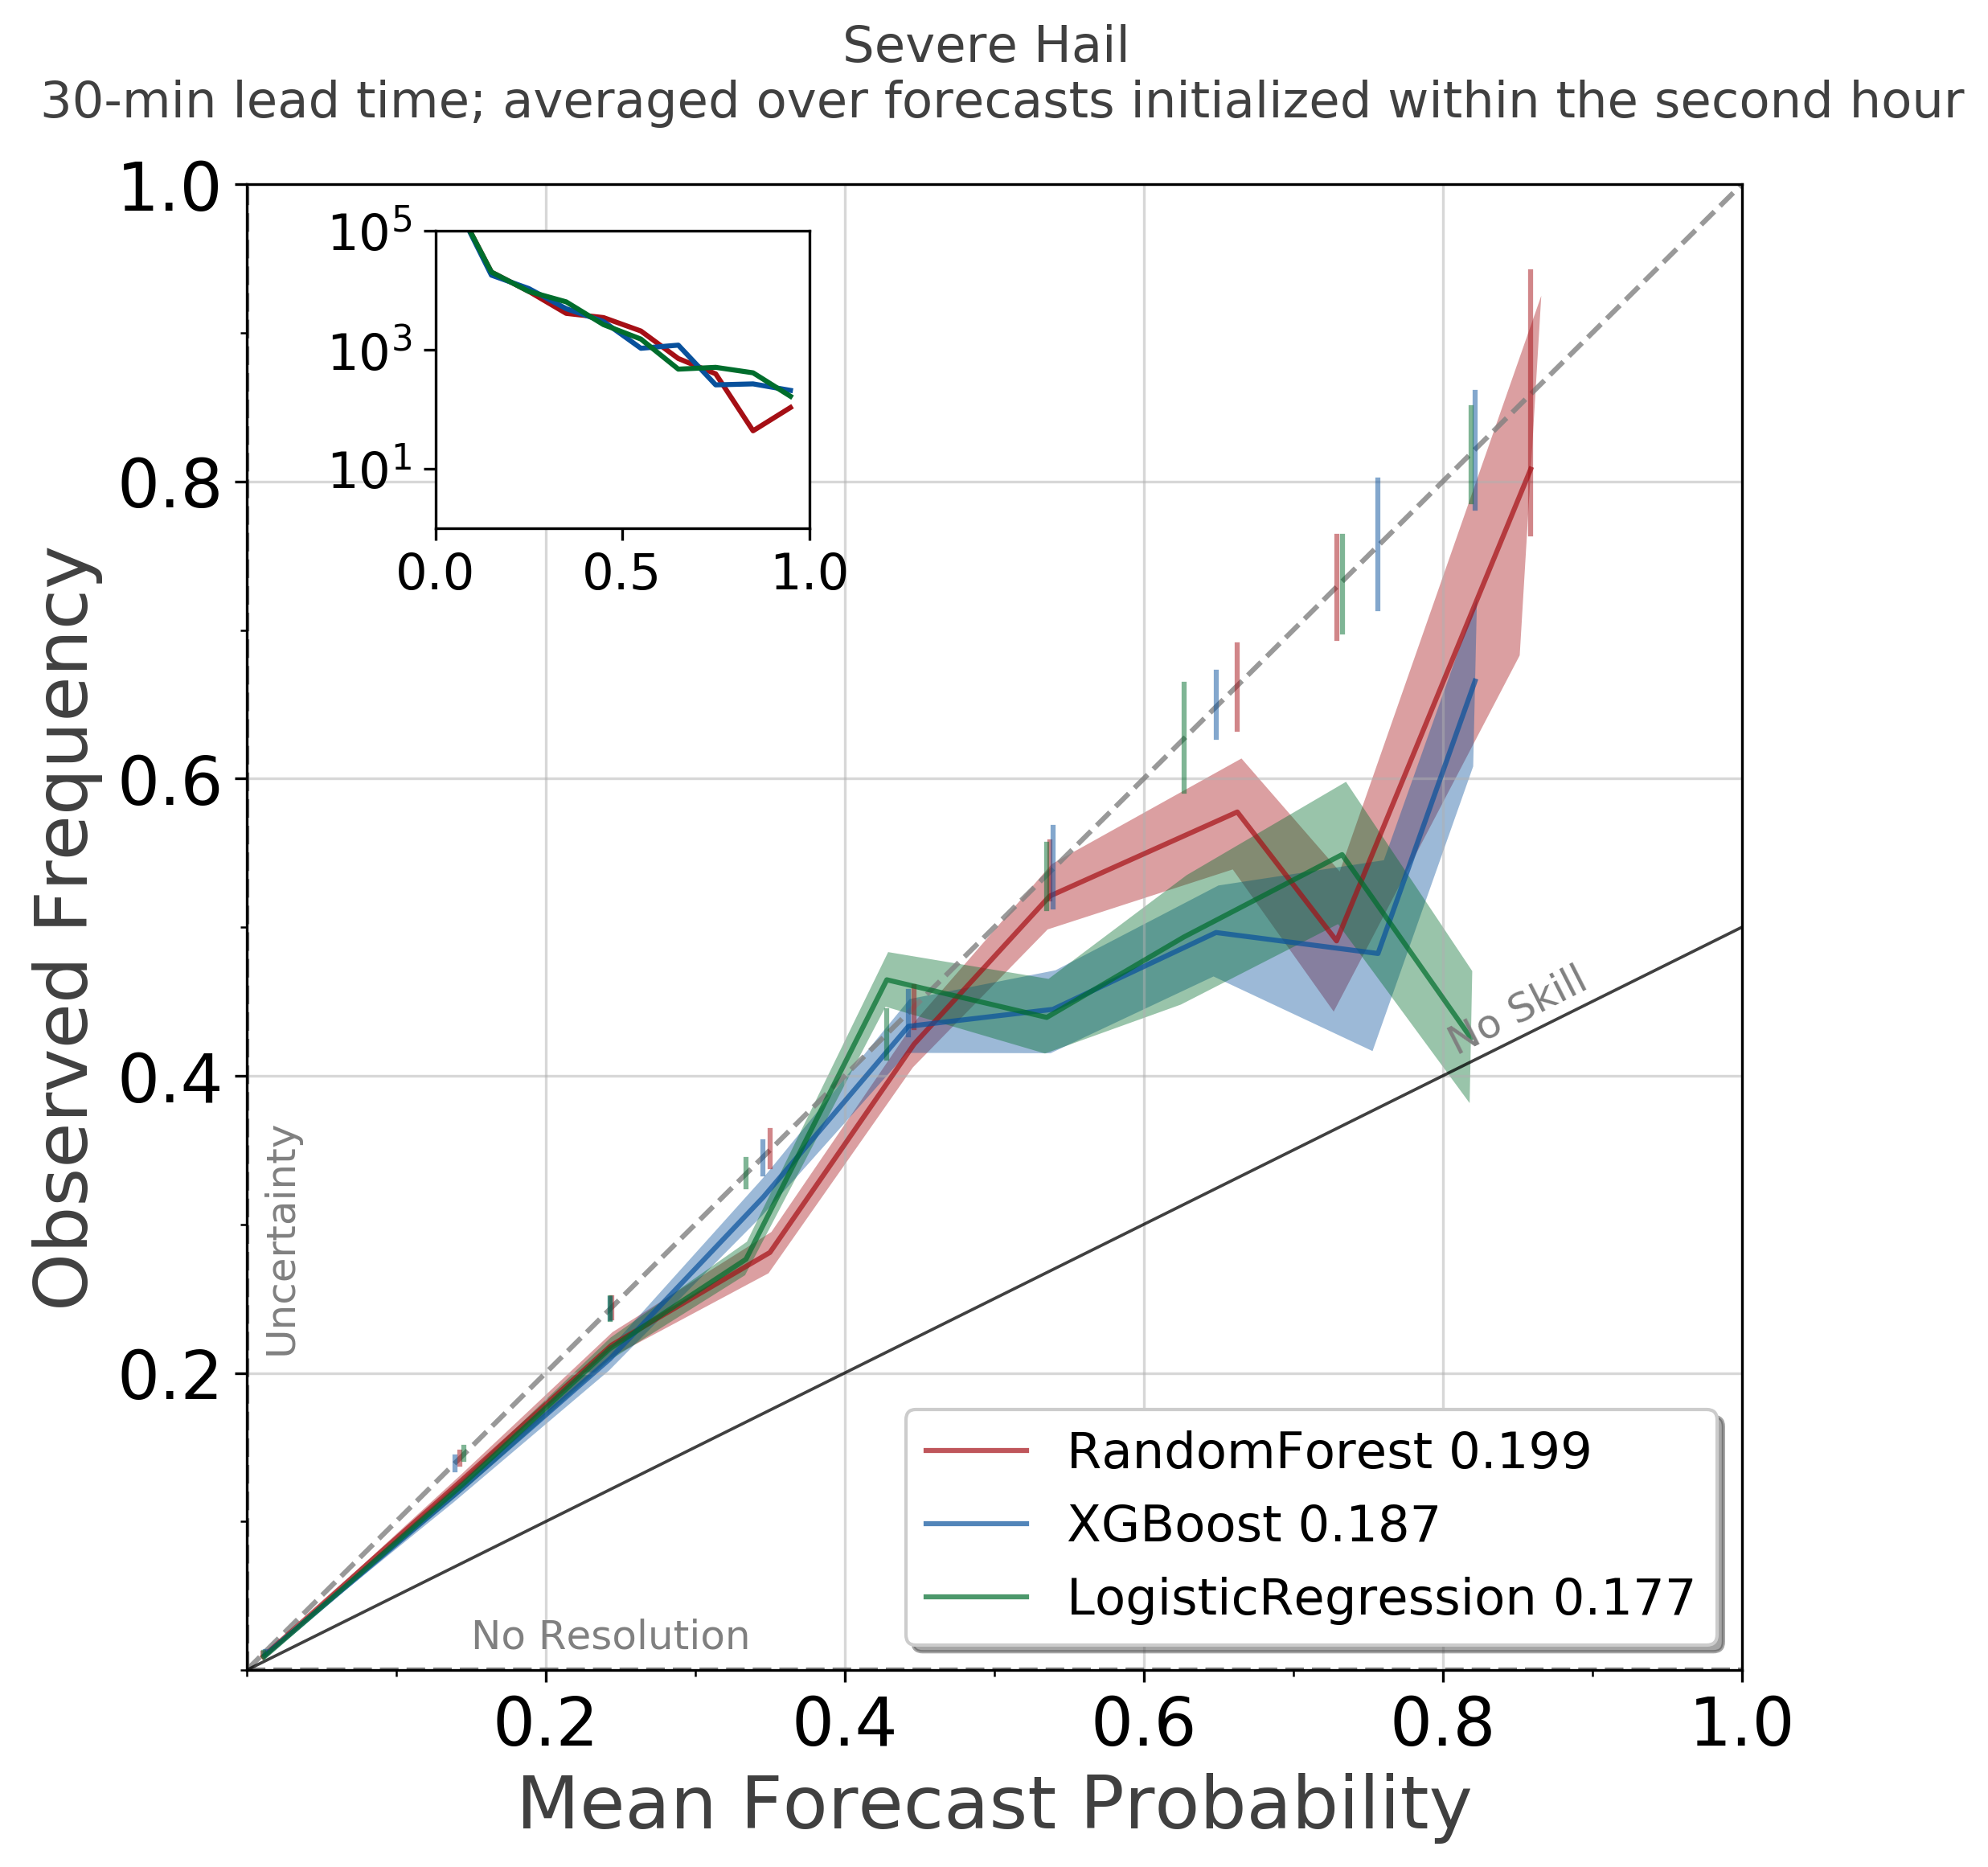 Severe Hail
30-min lead time; averaged over forecasts initialized within the second hour
1.0
0.8
0.6
0.4
0.2
Observed Frequency
10^5
10^3
10^1
0.0 0.5 1.0
Uncertainty
No Skill
No Resolution
RandomForest 0.199
XGBoost 0.187
LogisticRegression 0.177
0.2 0.4 0.6 0.8 1.0
Mean Forecast Probability